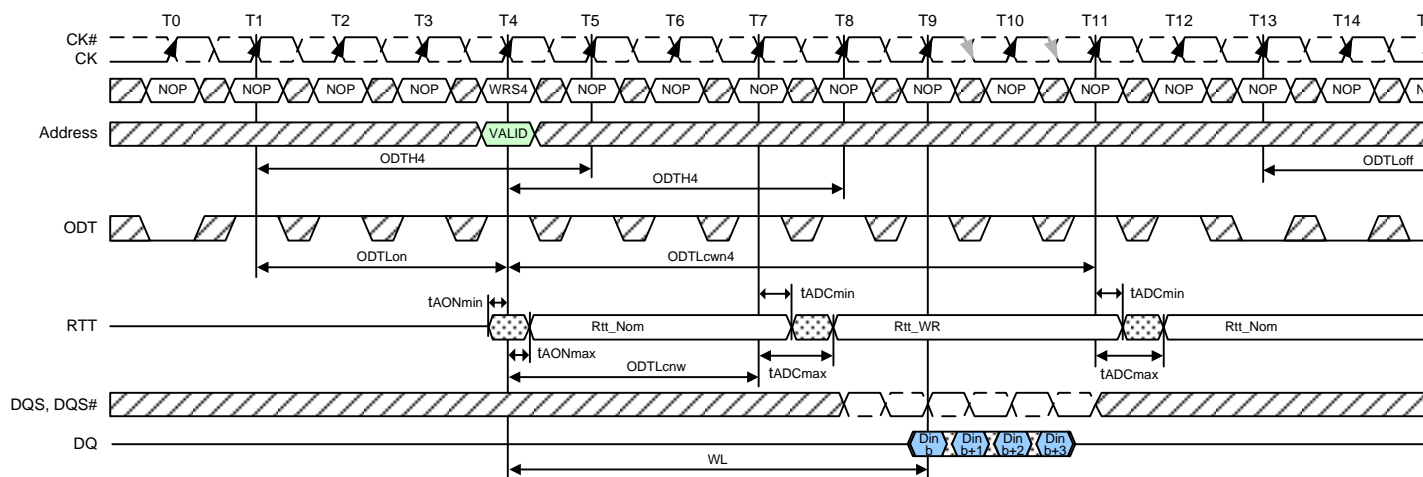 T0 T1 T2 T3 T4 T5 T6 T7 T8 T9 T10 T11 T12 T13 T14 T
CK#
CK
NOP NOP NOP NOP WRS4 NOP NOP NOP NOP NOP NOP NOP NOP NOP NOP N
Address VALID
ODTH4 ODTLoff
ODTH4
ODT
ODTLon ODTLcwn4
tAONmin tADCmin tADCmin
RTT Rtt_Nom Rtt_WR Rtt_Nom
tAONmax
ODTLcnw tADCmax tADCmax
DQS, DQS#
DQ Din b Din b+1 Din b+2 Din b+3
WL